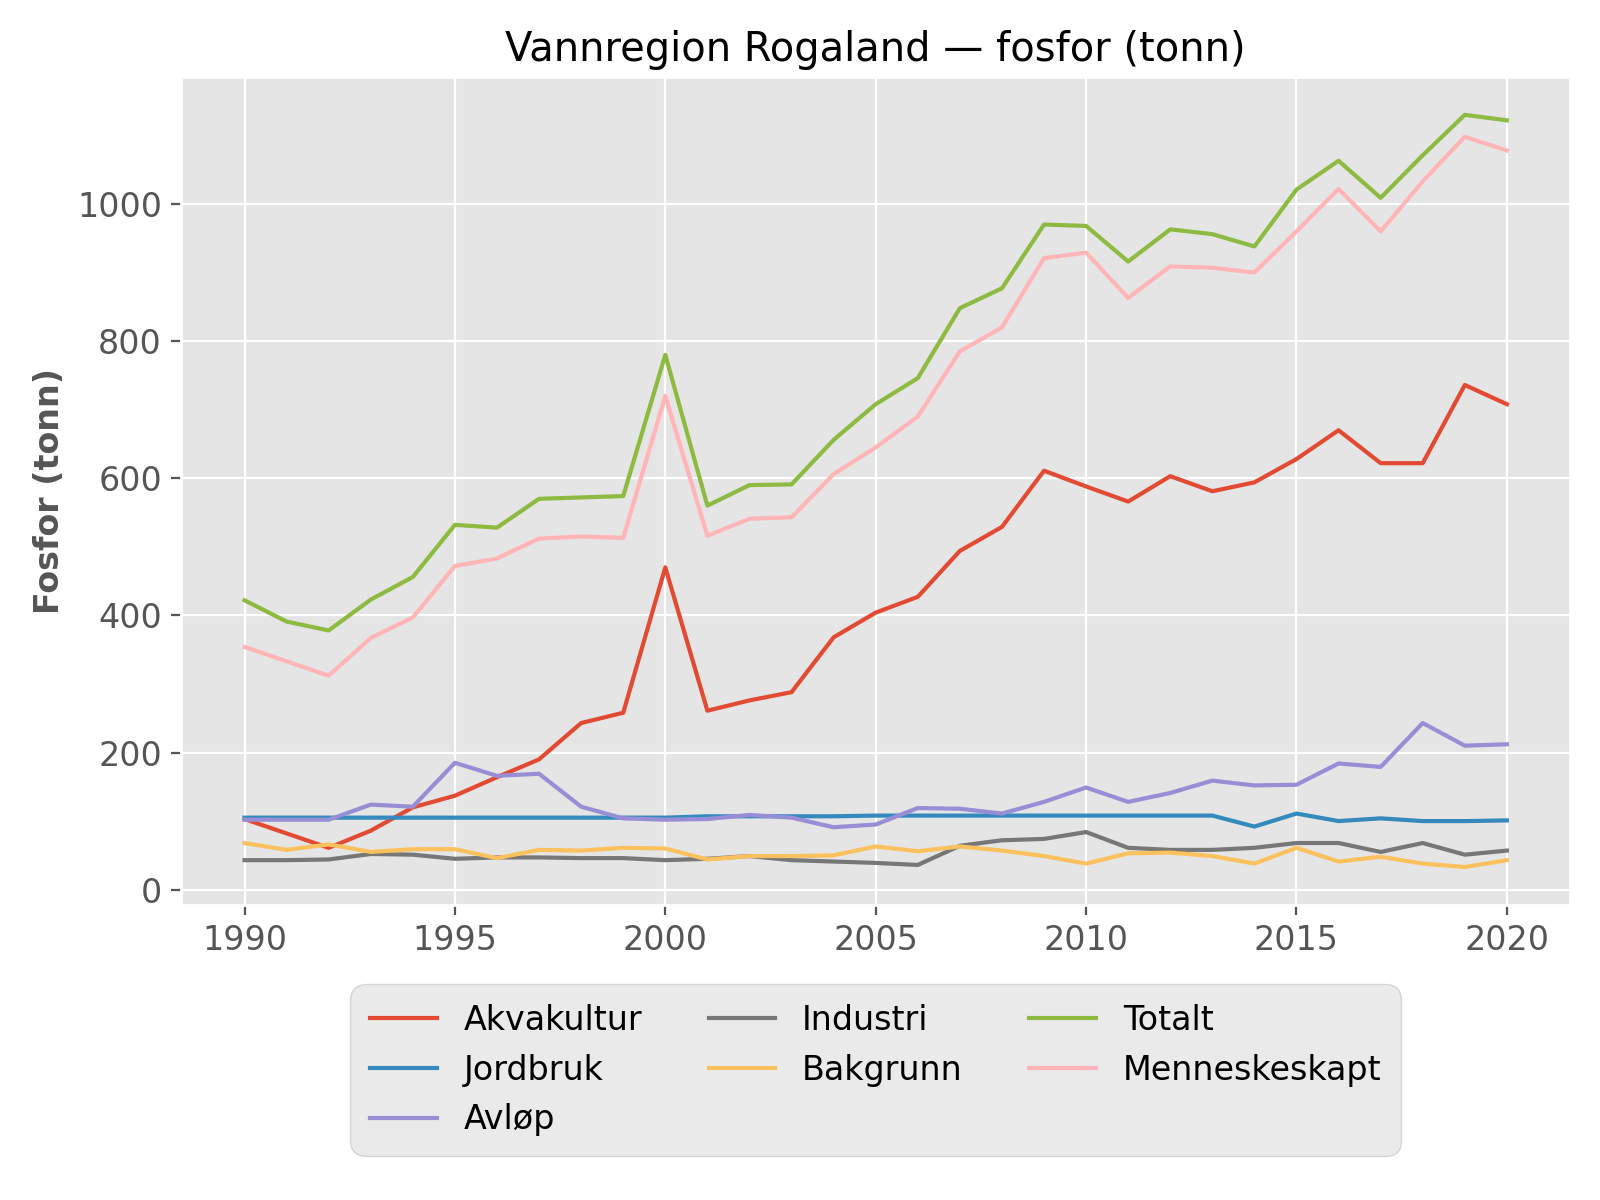 Vannregion Rogaland — fosfor (tonn)
Fosfor (tonn)
1000
800
600
400
200
0
1990 1995 2000 2005 2010 2015 2020
Akvakultur Industri Totalt
Jordbruk Bakgrunn Menneskeskapt
Avløp